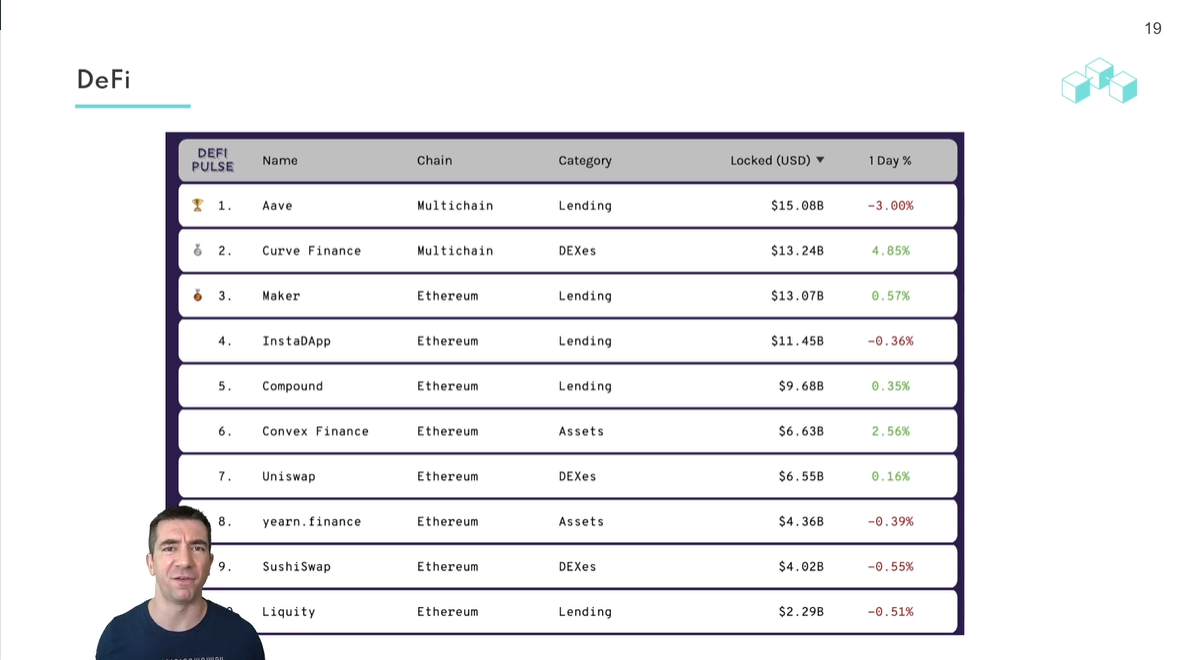 19
DeFi
DEFI PULSE Name Chain Category Locked (USD) ▼ 1 Day %
1. Aave Multichain Lending $15.08B -3.00%
2. Curve Finance Multichain DEXes $13.24B 4.85%
3. Maker Ethereum Lending $13.07B 0.57%
4. InstaDApp Ethereum Lending $11.45B -0.36%
5. Compound Ethereum Lending $9.68B 0.35%
6. Convex Finance Ethereum Assets $6.63B 2.56%
7. Uniswap Ethereum DEXes $6.55B 0.16%
8. yearn.finance Ethereum Assets $4.36B -0.39%
9. SushiSwap Ethereum DEXes $4.02B -0.55%
Liquity Ethereum Lending $2.29B -0.51%